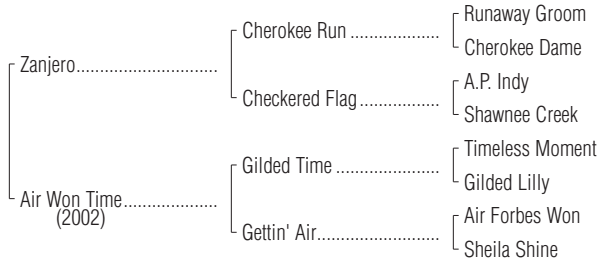 Runaway Groom
Cherokee Run ....................
Cherokee Dame
Zanjero..............................
A.P. Indy
Checkered Flag .................
Shawnee Creek
Timeless Moment
Gilded Time ......................
Gilded Lilly
Air Won Time....................
(2002)
Air Forbes Won
Gettin' Air..........................
Sheila Shine